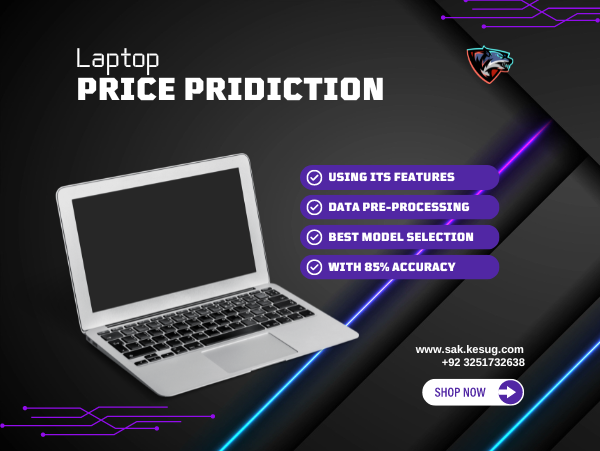 Laptop
PRICE PRIDICTION
USING ITS FEATURES
DATA PRE-PROCESSING
BEST MODEL SELECTION
WITH 85% ACCURACY
www.sak.kesug.com
+92 3251732638
SHOP NOW